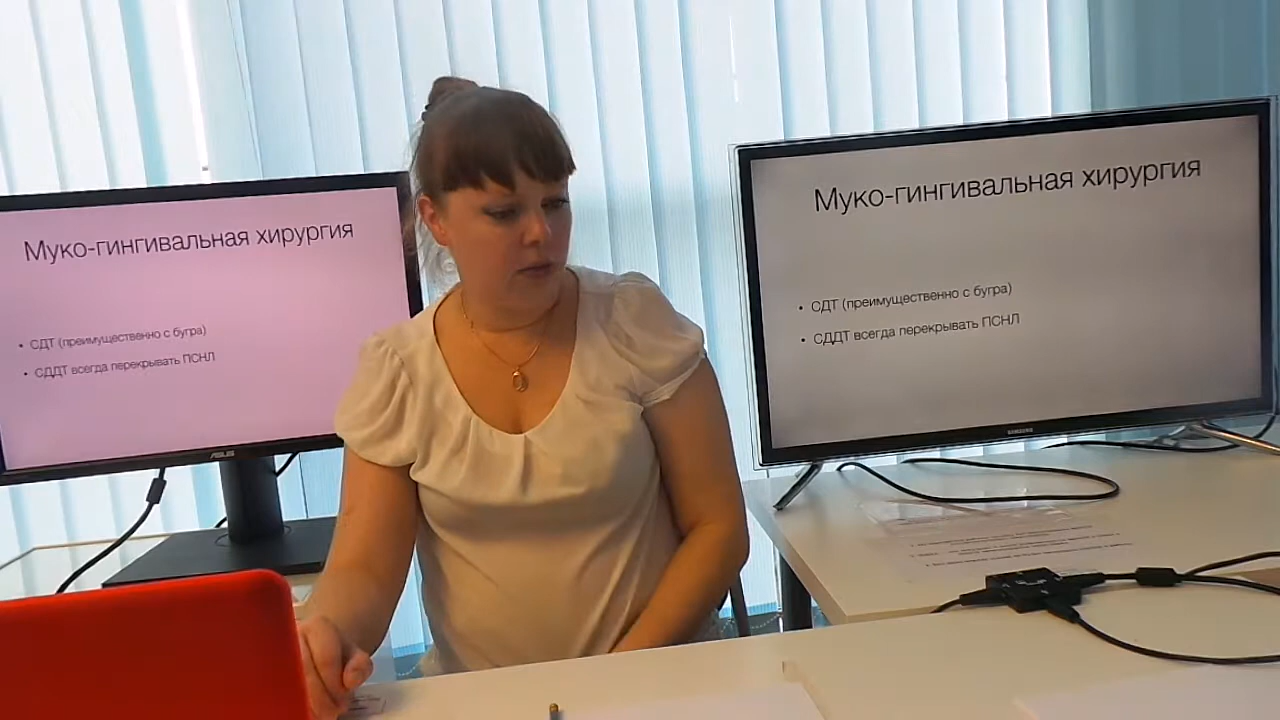 Муко-гингивальная хирургия
• СДТ (преимущественно с бугра)
• СДДТ всегда перекрывать ПСНЛ
ASUS
Муко-гингивальная хирургия
• СДТ (преимущественно с бугра)
• СДДТ всегда перекрывать ПСНЛ
SAMSUNG